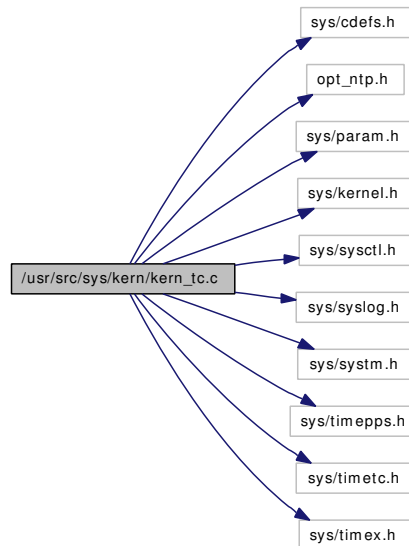 sys/cdefs.h
opt_ntp.h
sys/param.h
sys/kernel.h
/usr/src/sys/kern/kern_tc.c
sys/sysctl.h
sys/syslog.h
sys/systm.h
sys/timepps.h
sys/timetc.h
sys/timex.h